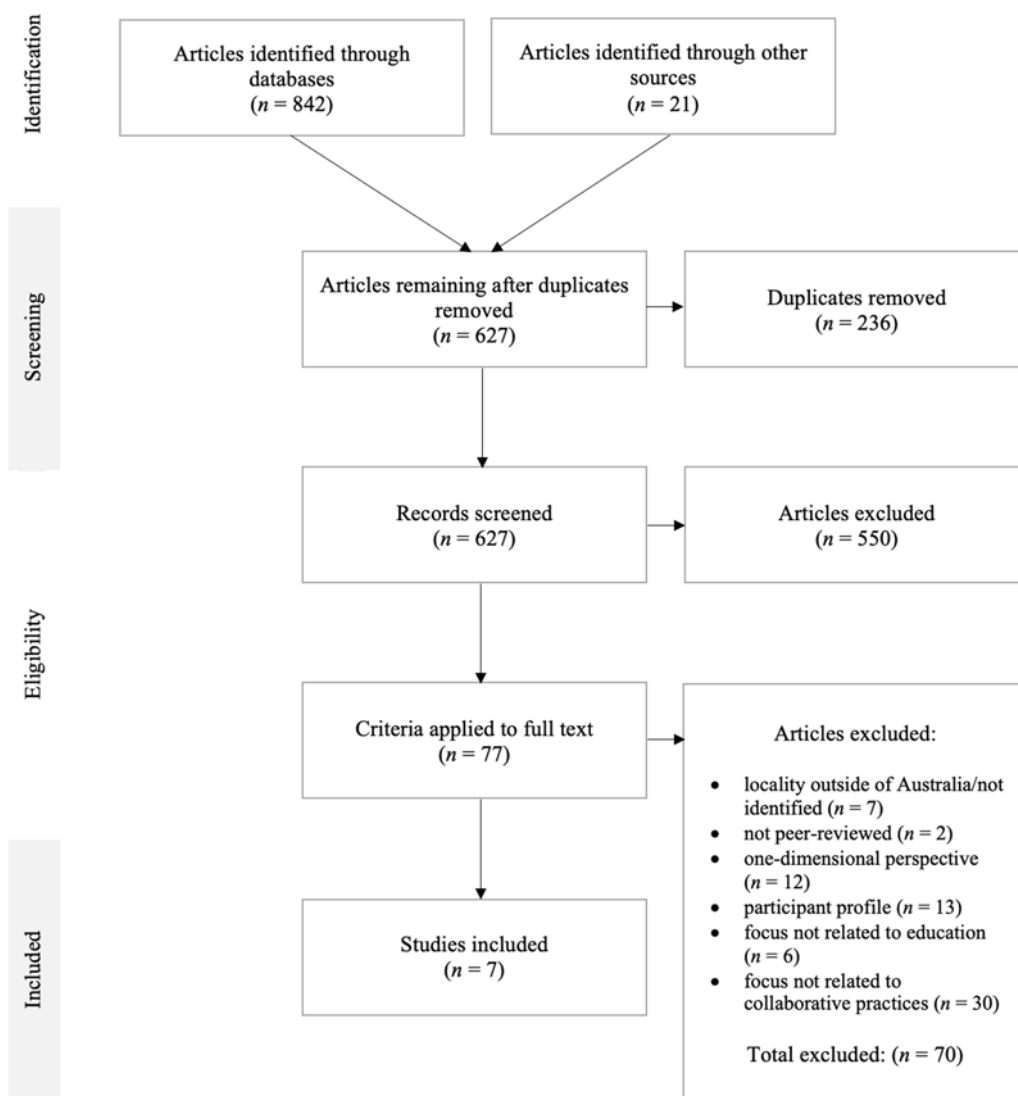 Identification
Articles identified through
databases
(n = 842)
Articles identified through other
sources
(n = 21)
Screening
Articles remaining after duplicates
removed
(n = 627)
Duplicates removed
(n = 236)
Records screened
(n = 627)
Articles excluded
(n = 550)
Eligibility
Criteria applied to full text
(n = 77)
Articles excluded:
• locality outside of Australia/not
identified (n = 7)
• not peer-reviewed (n = 2)
• one-dimensional perspective
(n = 12)
• participant profile (n = 13)
• focus not related to education
(n = 6)
• focus not related to
collaborative practices (n = 30)
Total excluded: (n = 70)
Included
Studies included
(n = 7)